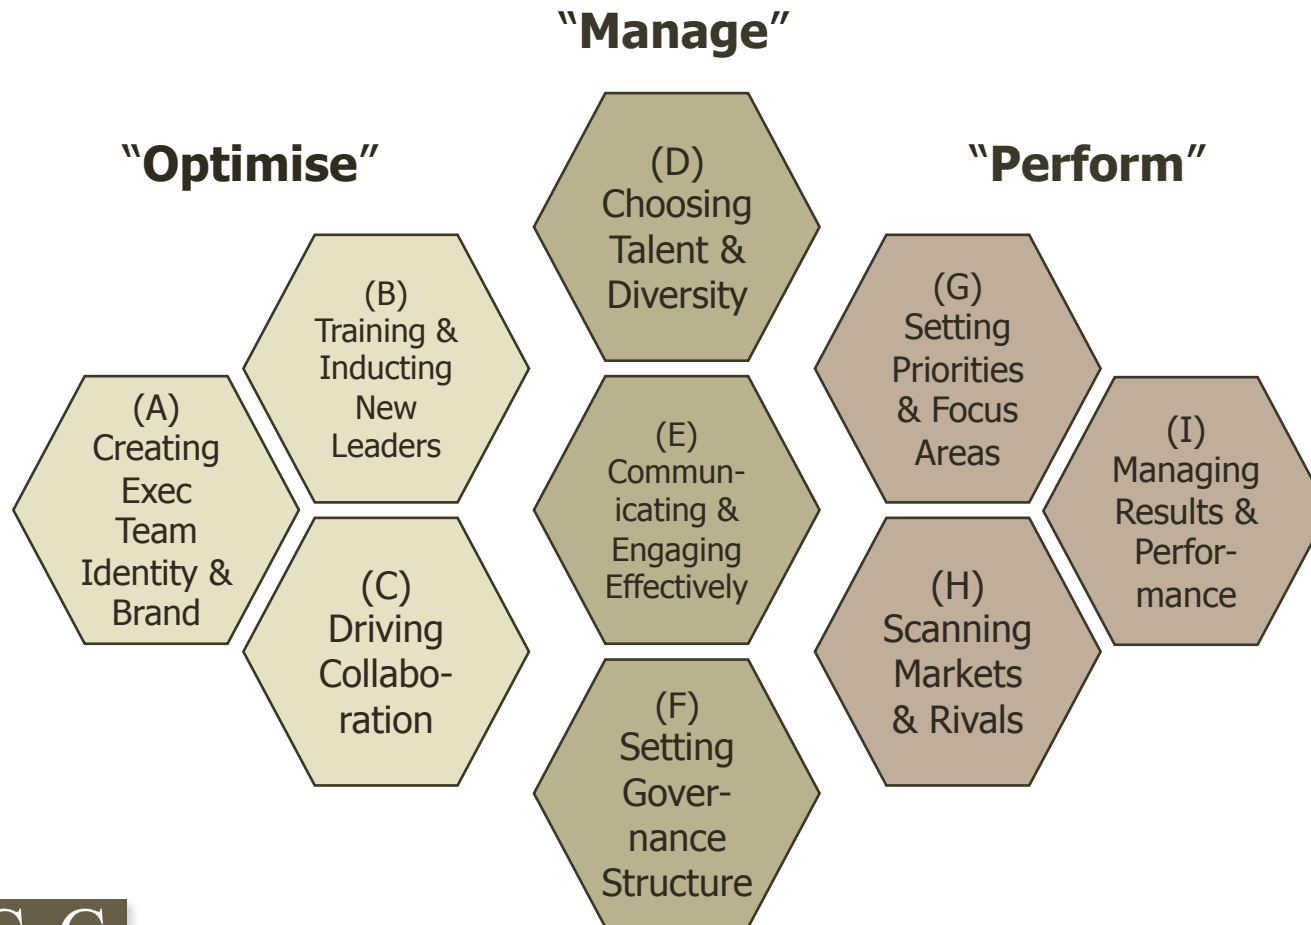 “Manage”
“Optimise”
“Perform”
(A)
Creating
Exec
Team
Identity &
Brand
(B)
Training &
Inducting
New
Leaders
(C)
Driving
Collabo-
ration
(D)
Choosing
Talent &
Diversity
(E)
Commun-
icating &
Engaging
Effectively
(F)
Setting
Gover-
nance
Structure
(G)
Setting
Priorities
& Focus
Areas
(H)
Scanning
Markets
& Rivals
(I)
Managing
Results &
Perfor-
mance